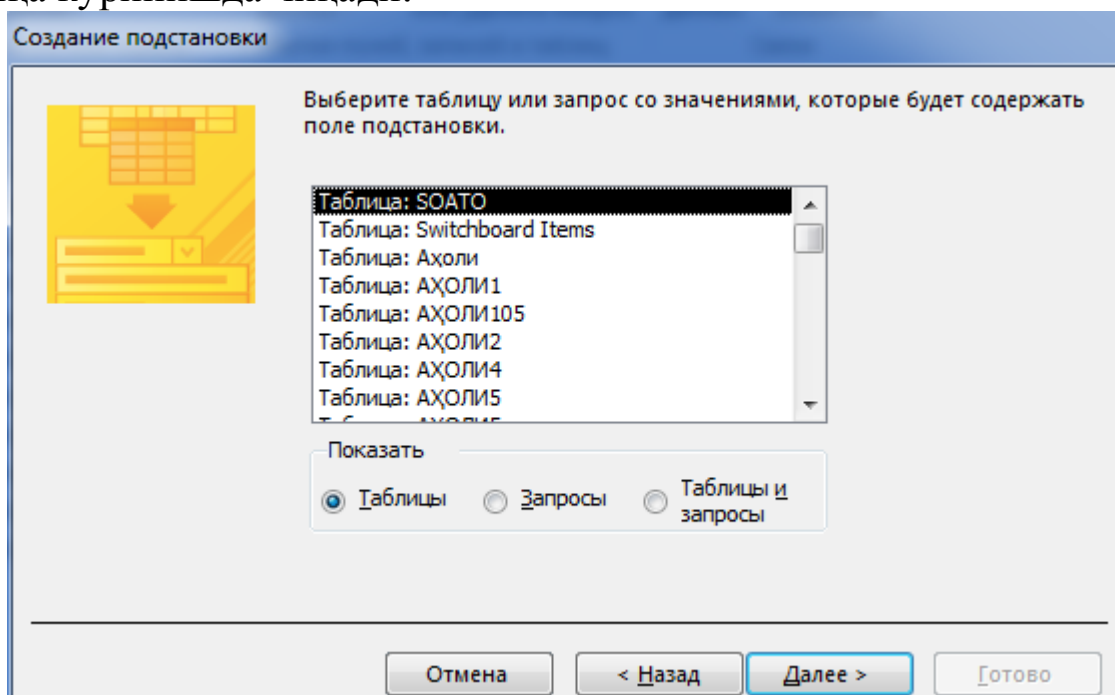 кўринишда чиқади.
Создание подстановки
Выберите таблицу или запрос со значениями, которые будет содержать
поле подстановки.
Таблица: SOATO
Таблица: Switchboard Items
Таблица: Аҳоли
Таблица: АҲОЛИ1
Таблица: АҲОЛИ105
Таблица: АҲОЛИ2
Таблица: АҲОЛИ4
Таблица: АҲОЛИ5
Показать
Таблицы
Запросы
Таблицы и
запросы
Отмена
< Назад
Далее >
Готово